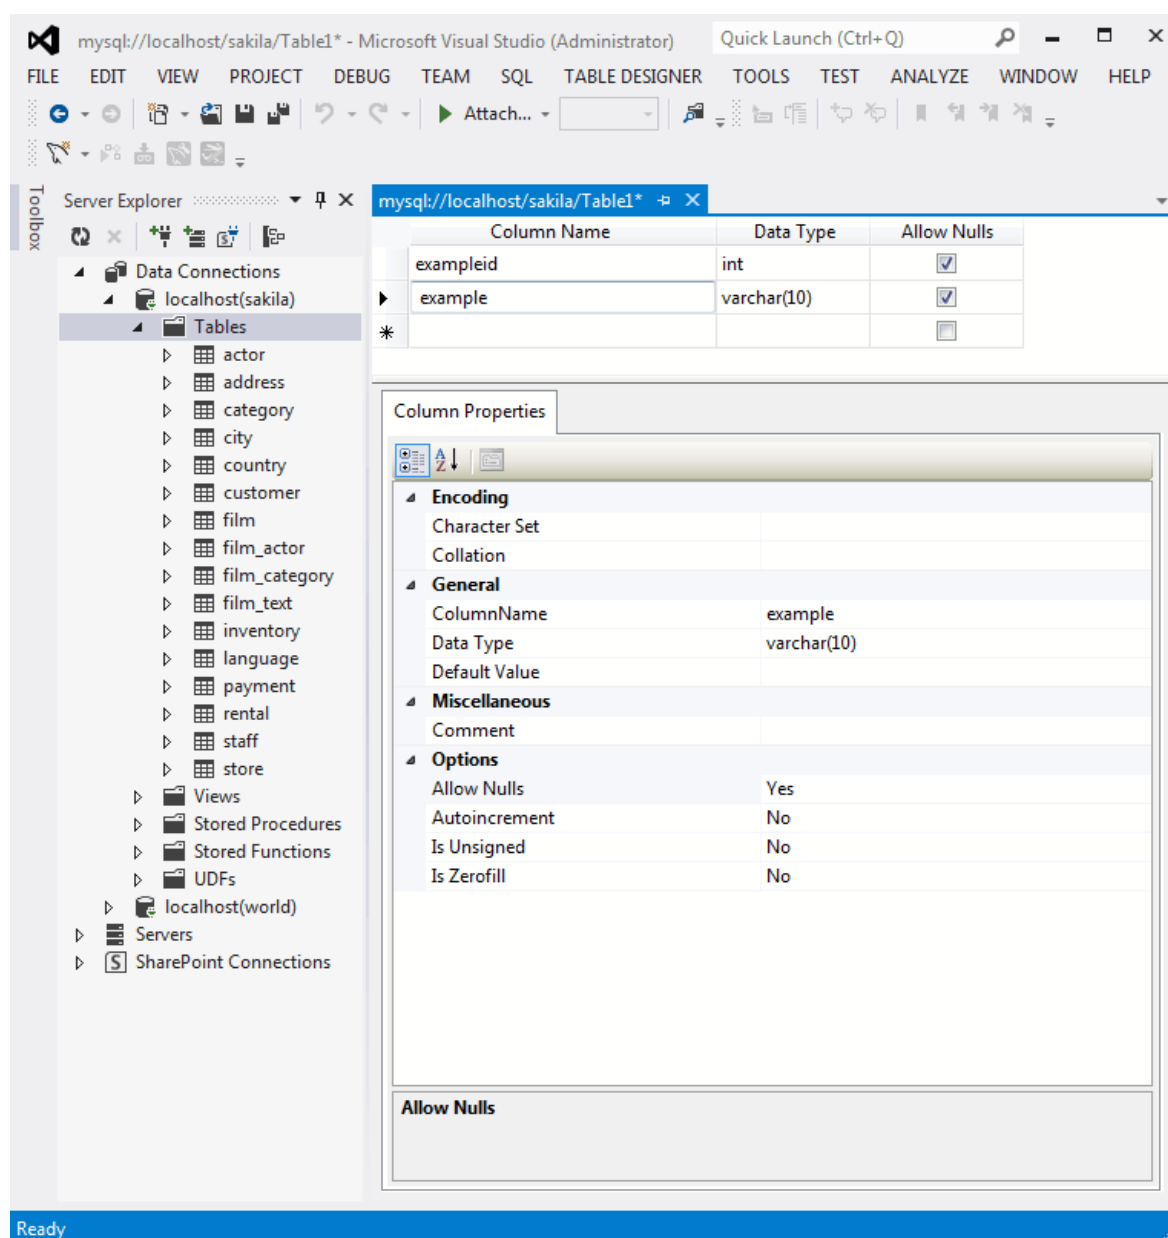 mysql://localhost/sakila/Table1* - Microsoft Visual Studio (Administrator)
Quick Launch (Ctrl+Q)
FILE EDIT VIEW PROJECT DEBUG TEAM SQL TABLE DESIGNER TOOLS TEST ANALYZE WINDOW HELP
Attach...
Toolbox
Server Explorer
Data Connections
localhost(sakila)
Tables
actor
address
category
city
country
customer
film
film_actor
film_category
film_text
inventory
language
payment
rental
staff
store
Views
Stored Procedures
Stored Functions
UDFs
localhost(world)
Servers
SharePoint Connections
mysql://localhost/sakila/Table1*
Column Name Data Type Allow Nulls
exampleid int
example varchar(10)
Column Properties
Encoding
Character Set
Collation
General
ColumnName example
Data Type varchar(10)
Default Value
Miscellaneous
Comment
Options
Allow Nulls Yes
Autoincrement No
Is Unsigned No
Is Zerofill No
Allow Nulls
Ready